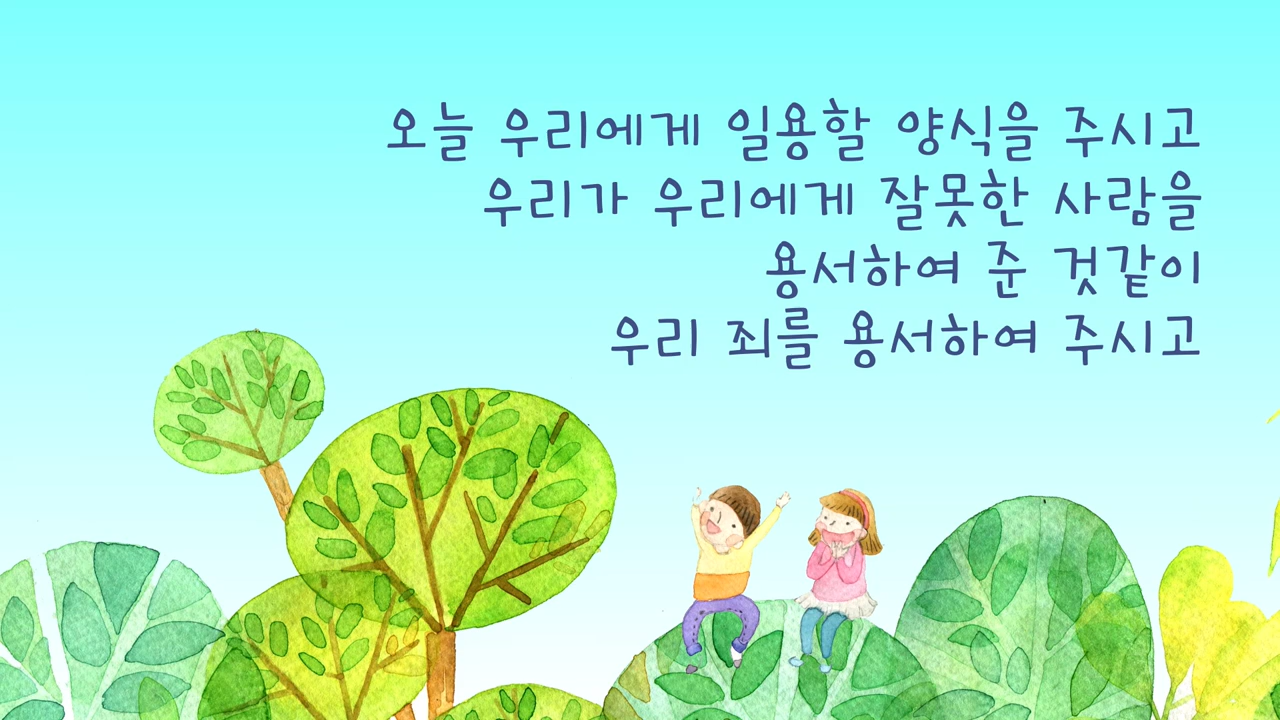 오늘 우리에게 일용할 양식을 주시고
우리가 우리에게 잘못한 사람을
용서하여 준 것같이
우리 죄를 용서하여 주시고